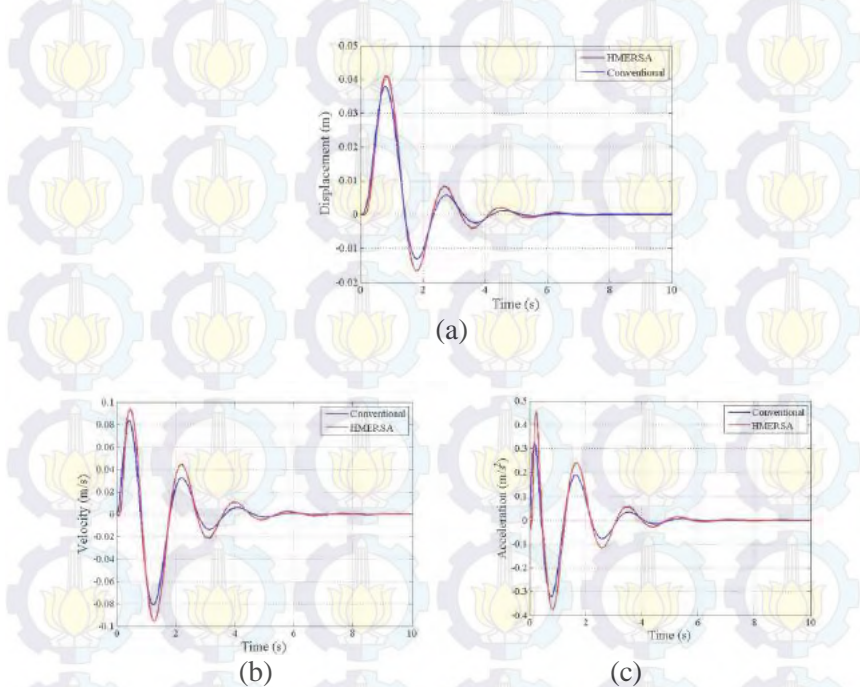 0.05
HMERSA
Conventional
0.04
0.03
0.02
0.01
0
-0.01
-0.02
Displacement (m)
0 2 4 6 8 10
Time (s)
(a)
0.1
Conventional
HMERSA
0.08
0.06
0.04
0.02
0
-0.02
-0.04
-0.06
-0.08
-0.1
Velocity (m/s)
0 2 4 6 8 10
Time (s)
(b)
0.5
Conventional
HMERSA
0.4
0.3
0.2
0.1
0
-0.1
-0.2
-0.3
-0.4
Acceleration (m/s²)
0 2 4 6 8 10
Time (s)
(c)